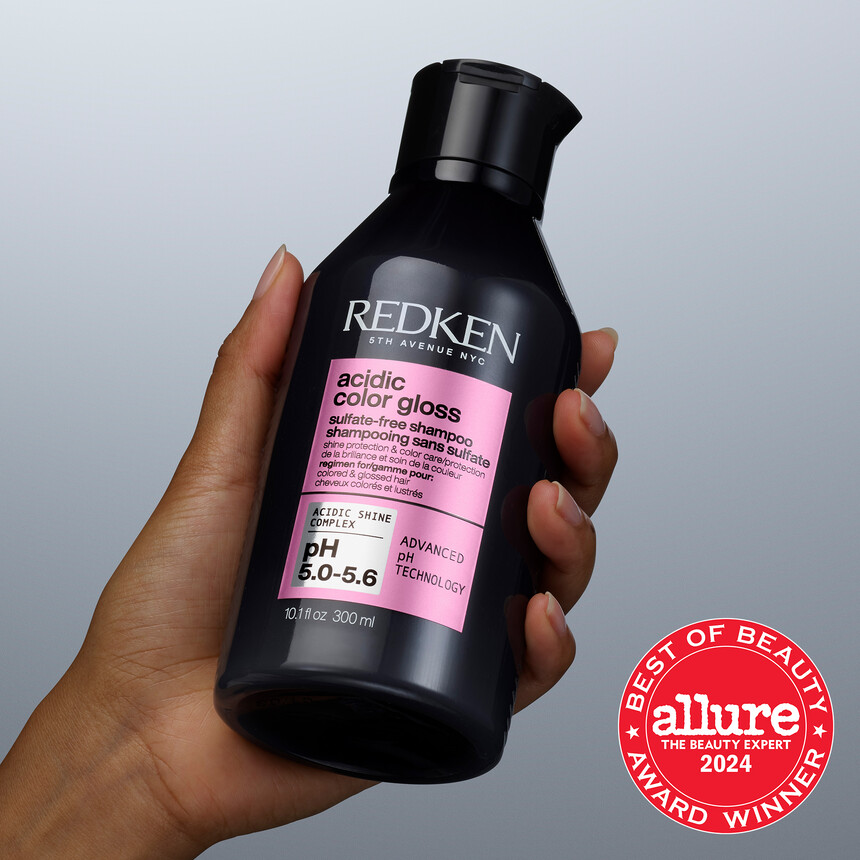 REDKEN
5TH AVENUE NYC
acidic
color gloss
sulfate-free shampoo
shampooing sans sulfate
shine protection & color care/protection
de la brillance et soin de la couleur
regimen for/gamme pour:
colored & glossed hair
cheveux colorés et lustrés
ACIDIC SHINE
COMPLEX
pH
5.0-5.6
ADVANCED
pH
TECHNOLOGY
10.1 fl oz 300 ml
BEST OF BEAUTY
allure
THE BEAUTY EXPERT
2024
AWARD WINNER